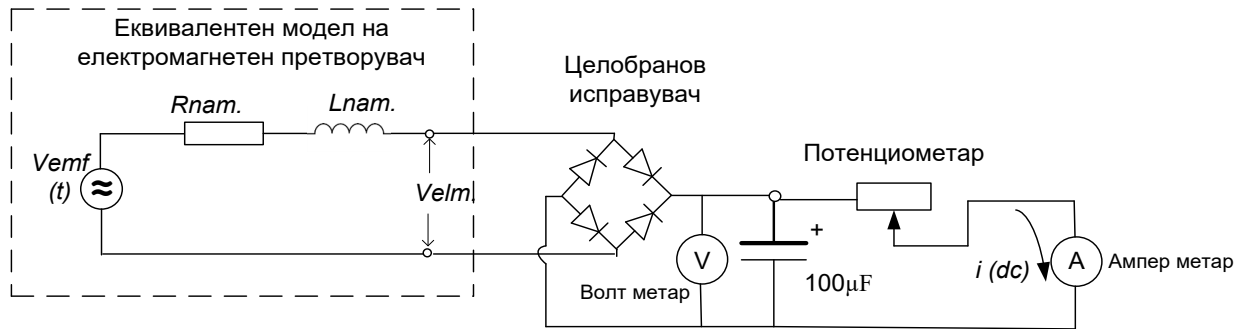 Еквивалентен модел на
електромагнетен претворувач
Rnam.
Lnam.
Vemf
(t)
Velm.
Целобранов
исправувач
Потенциометар
V
Волт метар
+
100µF
i (dc)
A
Ампер метар